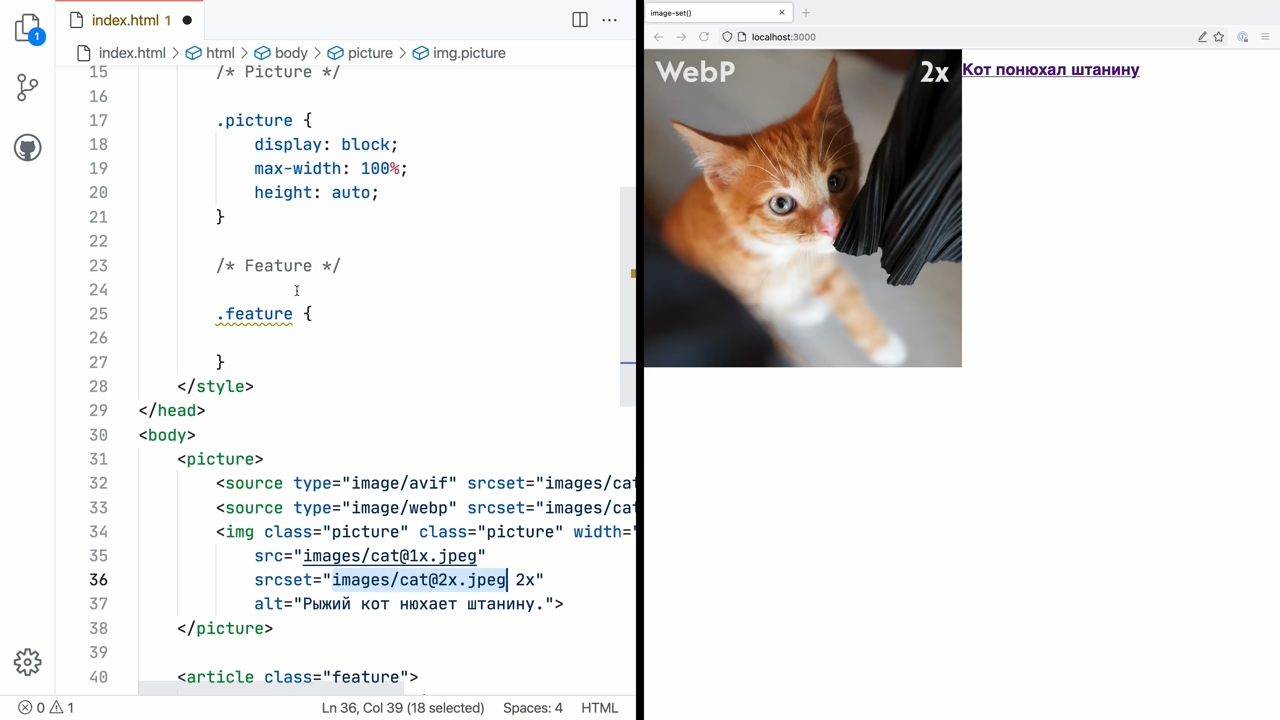 index.html 1
index.html > html > body > picture > img.picture
15 /* Picture */
16
17 .picture {
18 display: block;
19 max-width: 100%;
20 height: auto;
21 }
22
23 /* Feature */
24
25 .feature {
26
27 }
28 </style>
29 </head>
30 <body>
31 <picture>
32 <source type="image/avif" srcset="images/cat
33 <source type="image/webp" srcset="images/cat
34 <img class="picture" class="picture" width="
35 src="images/cat@1x.jpeg"
36 srcset="images/cat@2x.jpeg 2x"
37 alt="Рыжий кот нюхает штанину.">
38 </picture>
39
40 <article class="feature">
1
0 1 Ln 36, Col 39 (18 selected) Spaces: 4 HTML
image-set()
localhost:3000
WebP 2x
Кот понюхал штанину